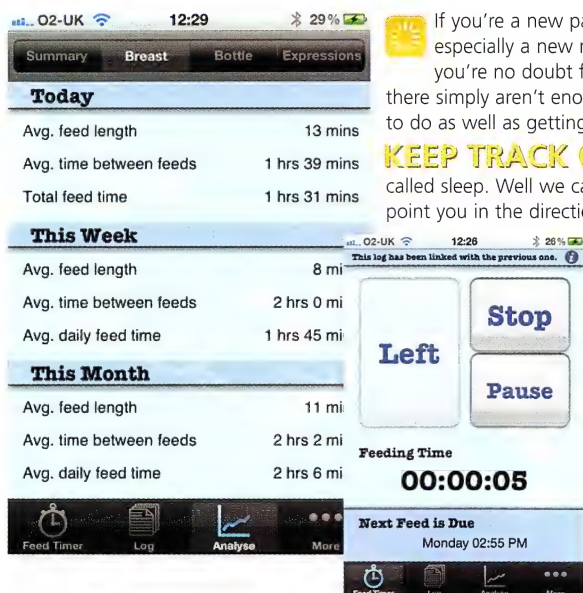 O2-UK 12:29 29%
Summary Breast Bottle Expressions
Today
Avg. feed length 13 mins
Avg. time between feeds 1 hrs 39 mins
Total feed time 1 hrs 31 mins
This Week
Avg. feed length 8 mi
Avg. time between feeds 2 hrs 0 mi
Avg. daily feed time 1 hrs 45 mi
This Month
Avg. feed length 11 mi
Avg. time between feeds 2 hrs 2 mi
Avg. daily feed time 2 hrs 6 mi
Feed Timer Log Analyse More
If you're a new pa
especially a new
you're no doubt f
there simply aren't eno
to do as well as getting
KEEP TRACK
called sleep. Well we ca
point you in the directi
O2-UK 12:26 26%
This log has been linked with the previous one.
Left
Stop
Pause
Feeding Time
00:00:05
Next Feed is Due
Monday 02:55 PM
Feed Timer Log Analyse More